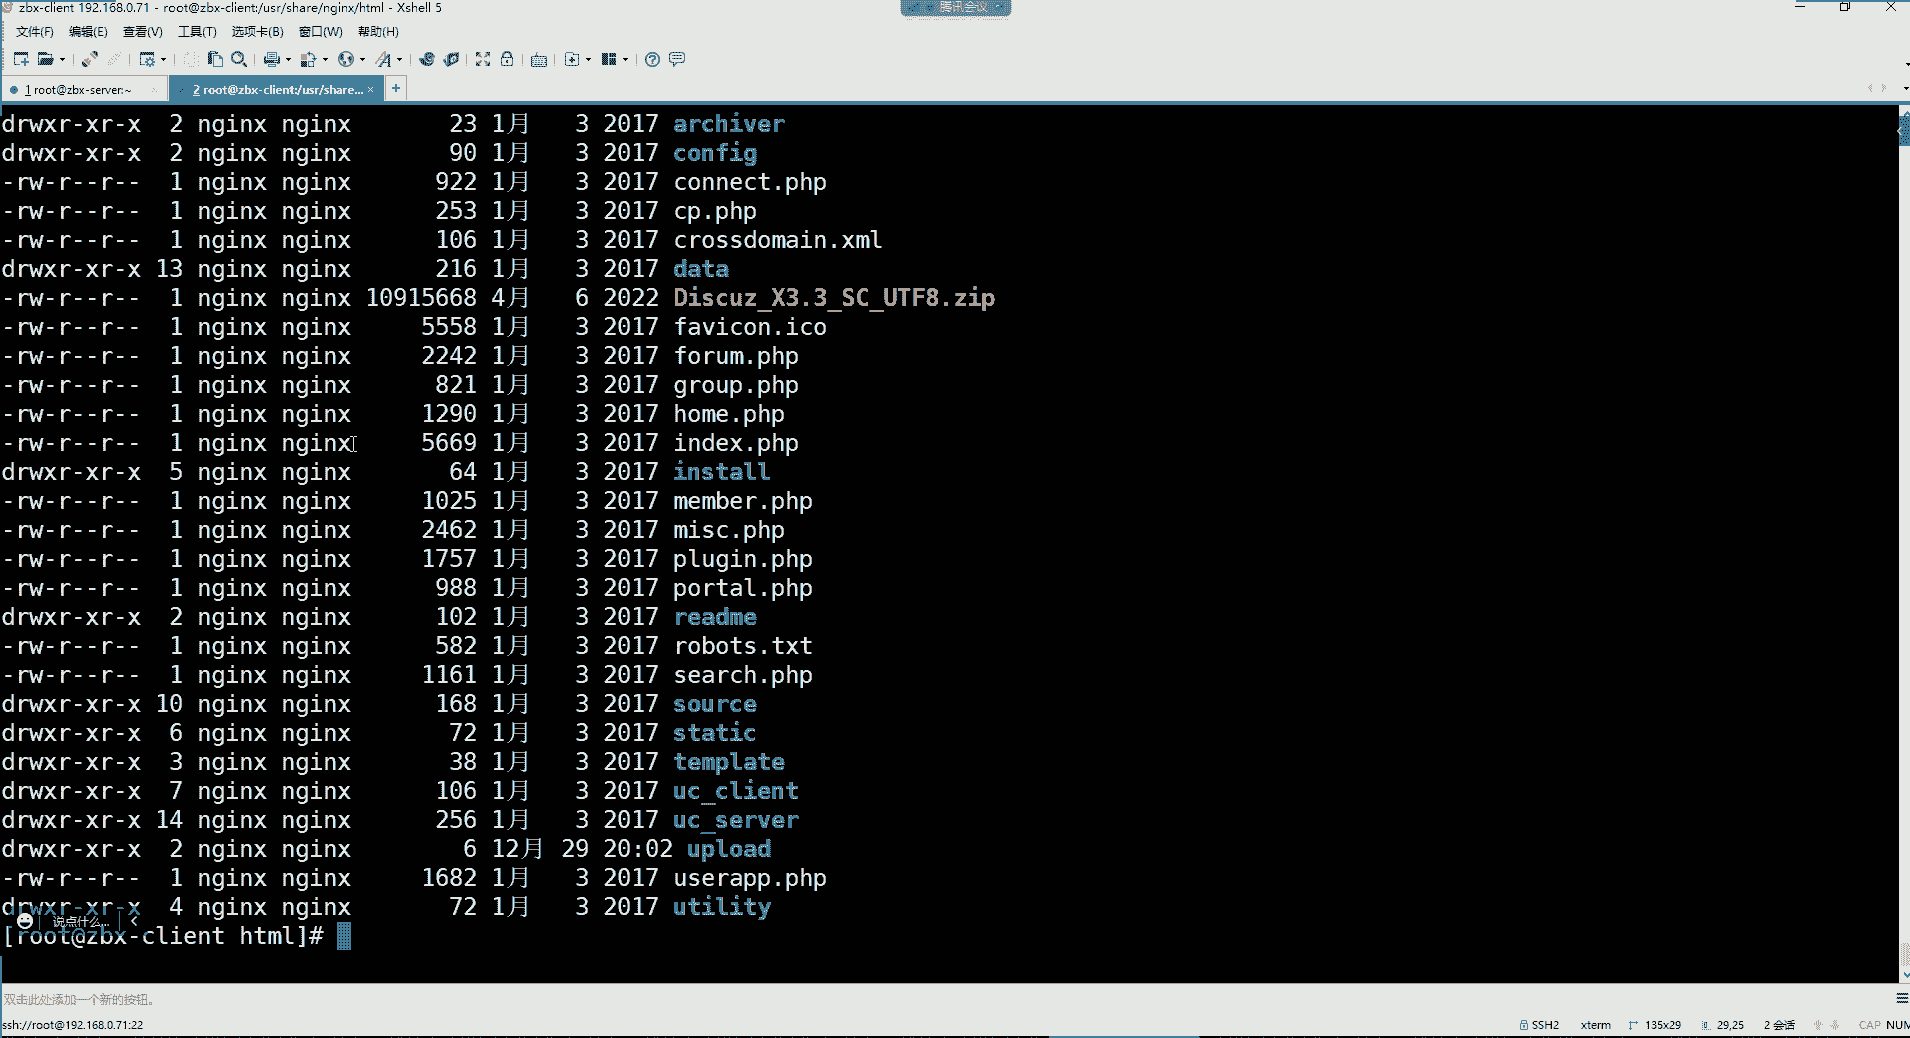 zbx-client 192.168.0.71 - root@zbx-client:/usr/share/nginx/html - Xshell 5
腾讯会议
文件(F) 编辑(E) 查看(V) 工具(T) 选项卡(B) 窗口(W) 帮助(H)
1 root@zbx-server:~ 2 root@zbx-client:/usr/share... × +
drwxr-xr-x 2 nginx nginx 23 1月 3 2017 archiver
drwxr-xr-x 2 nginx nginx 90 1月 3 2017 config
-rw-r--r-- 1 nginx nginx 922 1月 3 2017 connect.php
-rw-r--r-- 1 nginx nginx 253 1月 3 2017 cp.php
-rw-r--r-- 1 nginx nginx 106 1月 3 2017 crossdomain.xml
drwxr-xr-x 13 nginx nginx 216 1月 3 2017 data
-rw-r--r-- 1 nginx nginx 10915668 4月 6 2022 Discuz_X3.3_SC_UTF8.zip
-rw-r--r-- 1 nginx nginx 5558 1月 3 2017 favicon.ico
-rw-r--r-- 1 nginx nginx 2242 1月 3 2017 forum.php
-rw-r--r-- 1 nginx nginx 821 1月 3 2017 group.php
-rw-r--r-- 1 nginx nginx 1290 1月 3 2017 home.php
-rw-r--r-- 1 nginx nginx 5669 1月 3 2017 index.php
drwxr-xr-x 5 nginx nginx 64 1月 3 2017 install
-rw-r--r-- 1 nginx nginx 1025 1月 3 2017 member.php
-rw-r--r-- 1 nginx nginx 2462 1月 3 2017 misc.php
-rw-r--r-- 1 nginx nginx 1757 1月 3 2017 plugin.php
-rw-r--r-- 1 nginx nginx 988 1月 3 2017 portal.php
drwxr-xr-x 2 nginx nginx 102 1月 3 2017 readme
-rw-r--r-- 1 nginx nginx 582 1月 3 2017 robots.txt
-rw-r--r-- 1 nginx nginx 1161 1月 3 2017 search.php
drwxr-xr-x 10 nginx nginx 168 1月 3 2017 source
drwxr-xr-x 6 nginx nginx 72 1月 3 2017 static
drwxr-xr-x 3 nginx nginx 38 1月 3 2017 template
drwxr-xr-x 7 nginx nginx 106 1月 3 2017 uc_client
drwxr-xr-x 14 nginx nginx 256 1月 3 2017 uc_server
drwxr-xr-x 2 nginx nginx 6 12月 29 20:02 upload
-rw-r--r-- 1 nginx nginx 1682 1月 3 2017 userapp.php
drwxr-xr-x 4 nginx nginx 72 1月 3 2017 utility
说点什么...
[root@zbx-client html]#
双击此处添加一个新的按钮。
ssh://root@192.168.0.71:22 SSH2 xterm 135x29 29,25 2 会话 CAP NUM